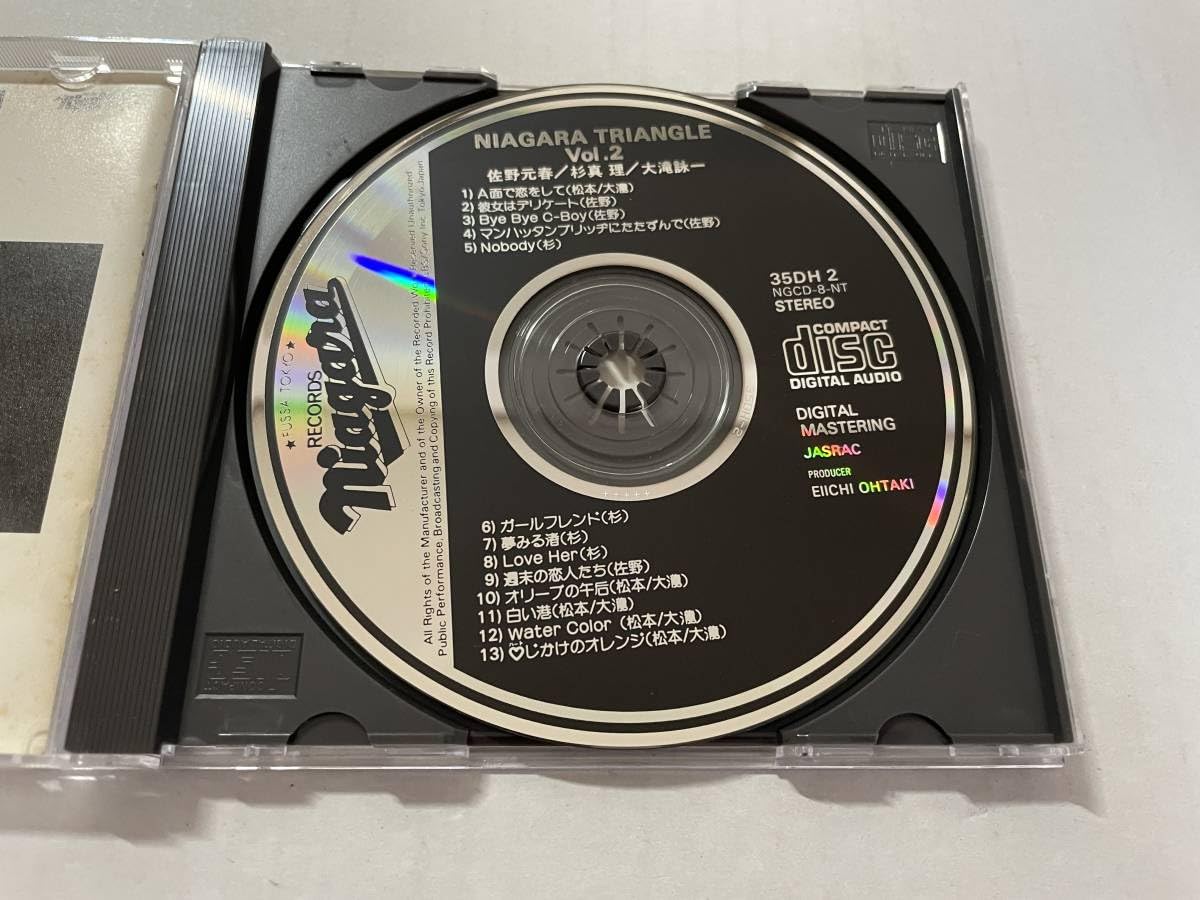 NIAGARA TRIANGLE
Vol.2
佐野元春／杉 真理／大滝詠一
1) A面で恋をして(松本/大瀧)
2) 彼女はデリケート(佐野)
3) Bye Bye C-Boy(佐野)
4) マンハッタンブリッヂにたたずんで(佐野)
5) Nobody(杉)
35DH 2
NGCD-8-NT
STEREO
COMPACT
disc
DIGITAL AUDIO
DIGITAL
MASTERING
JASRAC
PRODUCER
EIICHI OHTAKI
6) ガールフレンド(杉)
7) 夢みる渚(杉)
8) Love Her(杉)
9) 週末の恋人たち(佐野)
10) オリーブの午后(松本/大瀧)
11) 白い港(松本/大瀧)
12) Water Color (松本/大瀧)
13) ♡じかけのオレンジ(松本/大瀧)
★FUSSA TOKYO★
RECORDS
Niagara
All Rights of the Manufacturer and of the Owner of the Recorded Work Reserved Unauthorized
Public Performance, Broadcasting and Copying of this Record Prohibited CBS/Sony Inc. Tokyo Japan